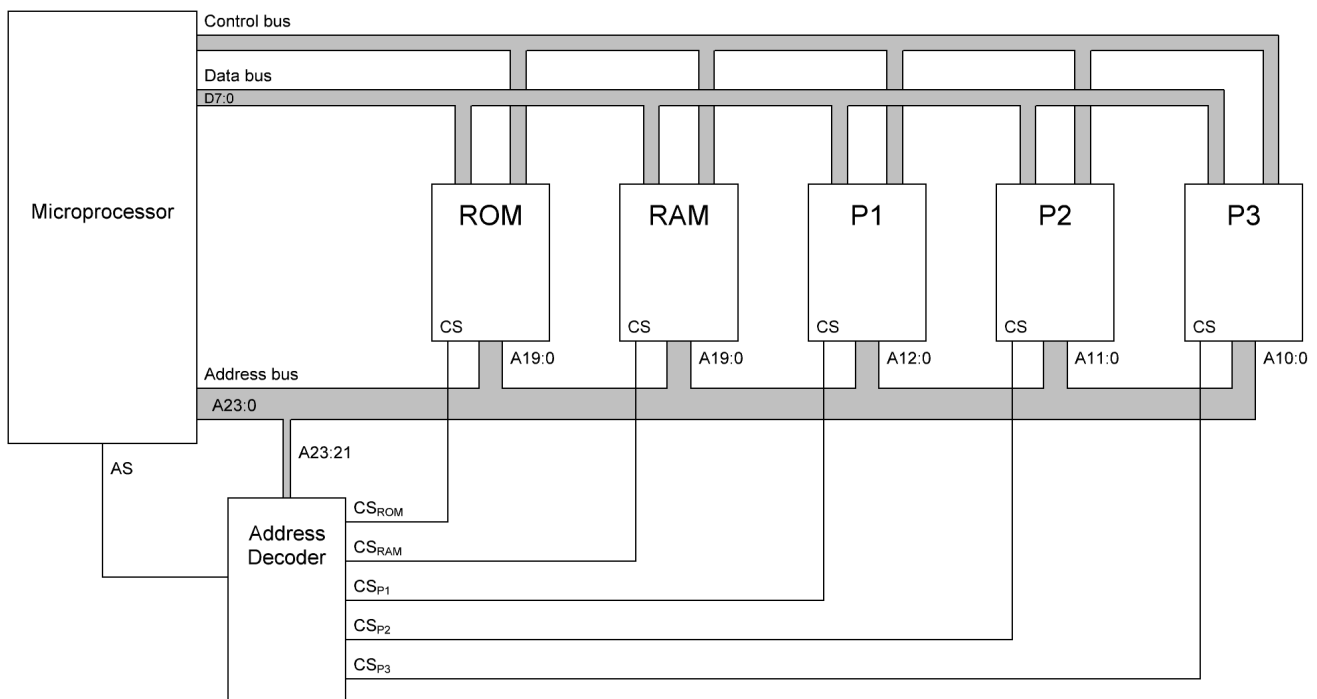 Control bus
Data bus
D7:0
Microprocessor
ROM
RAM
P1
P2
P3
CS
CS
CS
CS
CS
A19:0
A19:0
A12:0
A11:0
A10:0
Address bus
A23:0
AS
A23:21
Address
Decoder
CSROM
CSRAM
CSP1
CSP2
CSP3